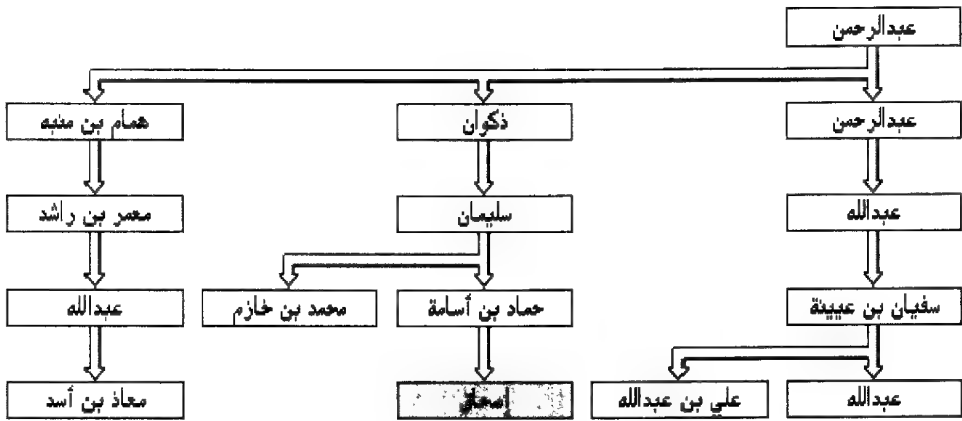 عبدالرحمن
عبدالرحمن
ذكوان
همام بن منبه
عبدالله
سليمان
معمر بن راشد
سفيان بن عيينة
حماد بن أسامة
محمد بن خازم
عبدالله
عبدالله
علي بن عبدالله
اسحاق
معاذ بن أسد